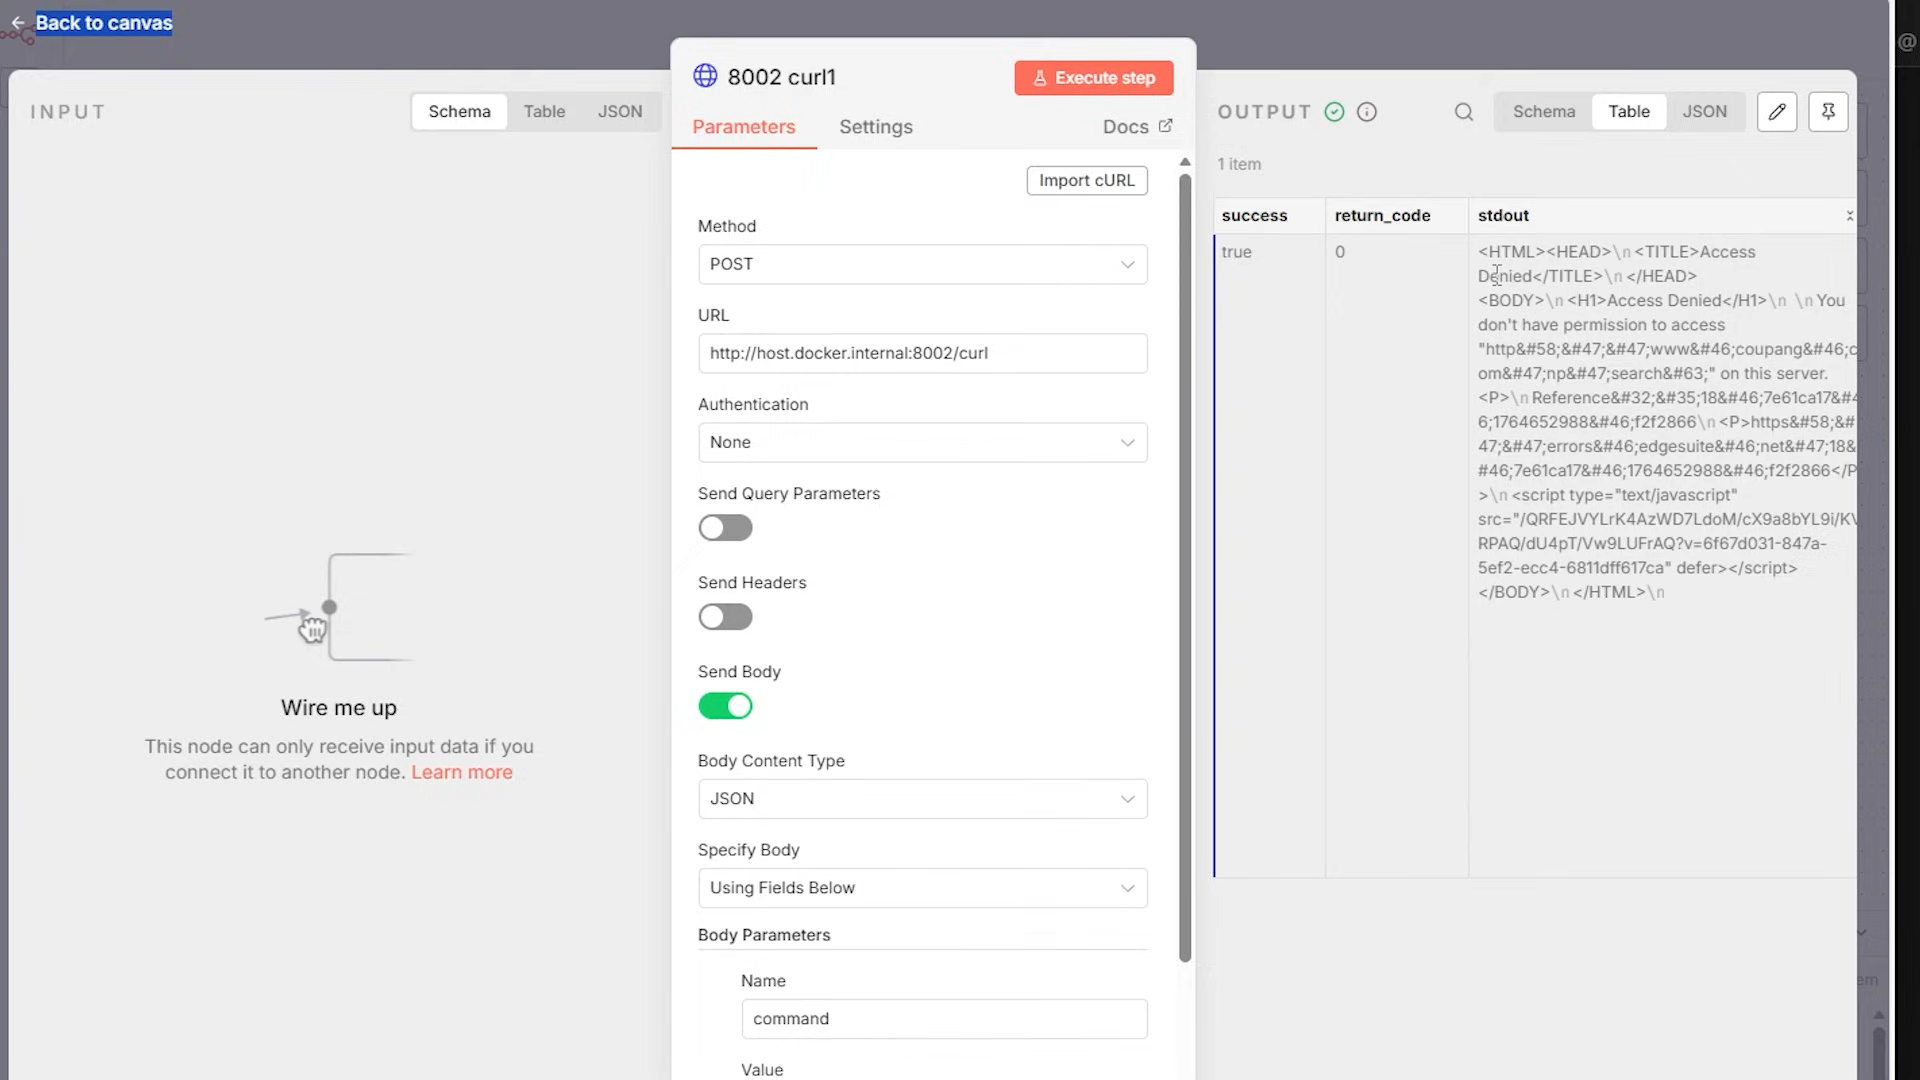 Back to canvas
INPUT
Schema
Table
JSON
Wire me up
This node can only receive input data if you
connect it to another node. Learn more
8002 curl1
Execute step
Parameters
Settings
Docs
Import cURL
Method
POST
URL
http://host.docker.internal:8002/curl
Authentication
None
Send Query Parameters
Send Headers
Send Body
Body Content Type
JSON
Specify Body
Using Fields Below
Body Parameters
Name
command
Value
OUTPUT
Schema
Table
JSON
1 item
success
return_code
stdout
true
0
<HTML><HEAD>\n<TITLE>Access
Denied</TITLE>\n</HEAD>
<BODY>\n<H1>Access Denied</H1>\n \nYou
don't have permission to access
"http&#58;&#47;&#47;www&#46;coupang&#46;c
om&#47;np&#47;search&#63;" on this server.
<P>\nReference&#32;&#35;18&#46;7e61ca17&#4
6;1764652988&#46;f2f2866\n<P>https&#58;&#
47;&#47;errors&#46;edgesuite&#46;net&#47;18&
#46;7e61ca17&#46;1764652988&#46;f2f2866</P
>\n<script type="text/javascript"
src="/QRFEJVYLrK4AzWD7LdoM/cX9a8bYL9i/KV
RPAQ/dU4pT/Vw9LUFrAQ?v=6f67d031-847a-
5ef2-ecc4-6811dff617ca" defer></script>
</BODY>\n</HTML>\n
@